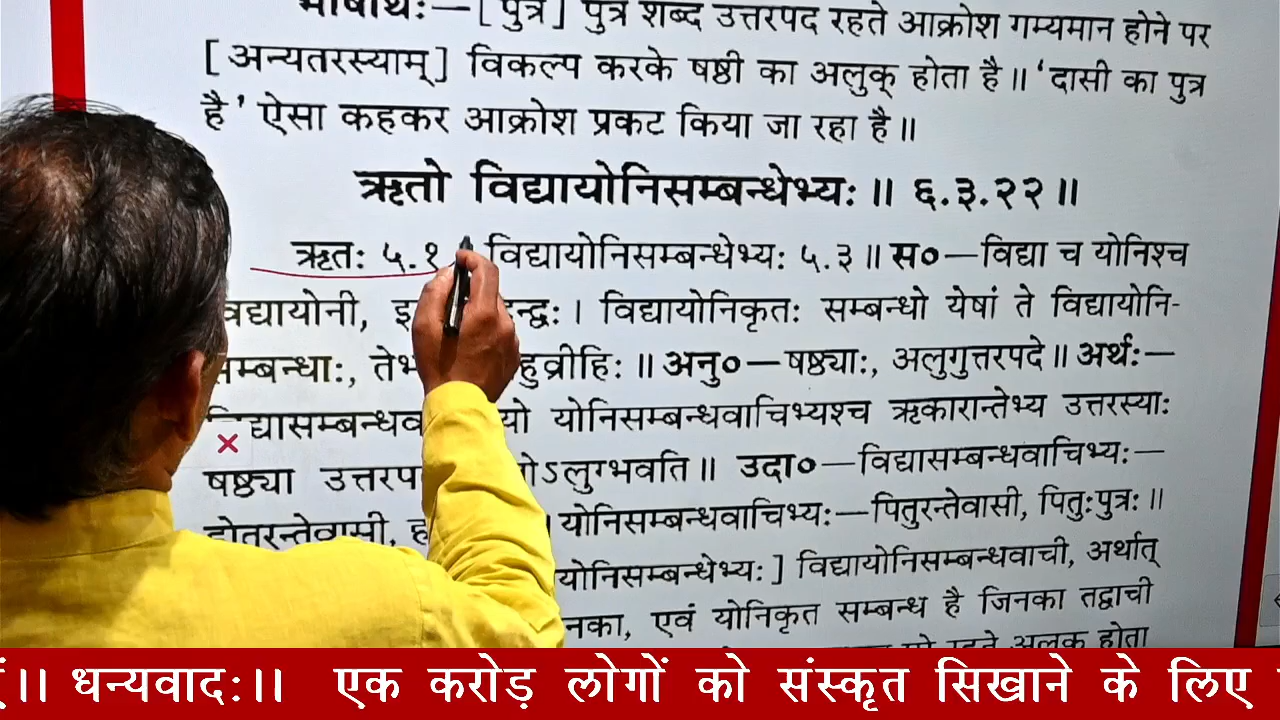 भाषार्थः—[पुत्रे] पुत्र शब्द उत्तरपद रहते आक्रोश गम्यमान होने पर
[अन्यतरस्याम्] विकल्प करके षष्ठी का अलुक् होता है॥ 'दासी का पुत्र
है' ऐसा कहकर आक्रोश प्रकट किया जा रहा है॥
ऋतो विद्यायोनिसम्बन्धेभ्यः॥ ६.३.२२॥
ऋतः ५.१ विद्यायोनिसम्बन्धेभ्यः ५.३॥ स०—विद्या च योनिश्च
विद्यायोनी, द्वन्द्वः। विद्यायोनिकृतः सम्बन्धो येषां ते विद्यायोनि-
सम्बन्धाः, बहुव्रीहिः॥ अनु०—षष्ठ्याः, अलुगुत्तरपदे॥ अर्थः—
ऋकारान्तेभ्य उत्तरस्याः योनिसम्बन्धवाचिभ्यश्च
षष्ठ्या ऽलुग्भवति॥ उदा०—विद्यासम्बन्धवाचिभ्यः—
होतुरन्तेवासी, योनिसम्बन्धवाचिभ्यः—पितुरन्तेवासी, पितुःपुत्रः॥
योनिसम्बन्धेभ्यः] विद्यायोनिसम्बन्धवाची, अर्थात्
एवं योनिकृत सम्बन्ध है जिनका तद्वाची
रहते अलुक् होता
॥ धन्यवादः॥ एक करोड़ लोगों को संस्कृत सिखाने के लिए